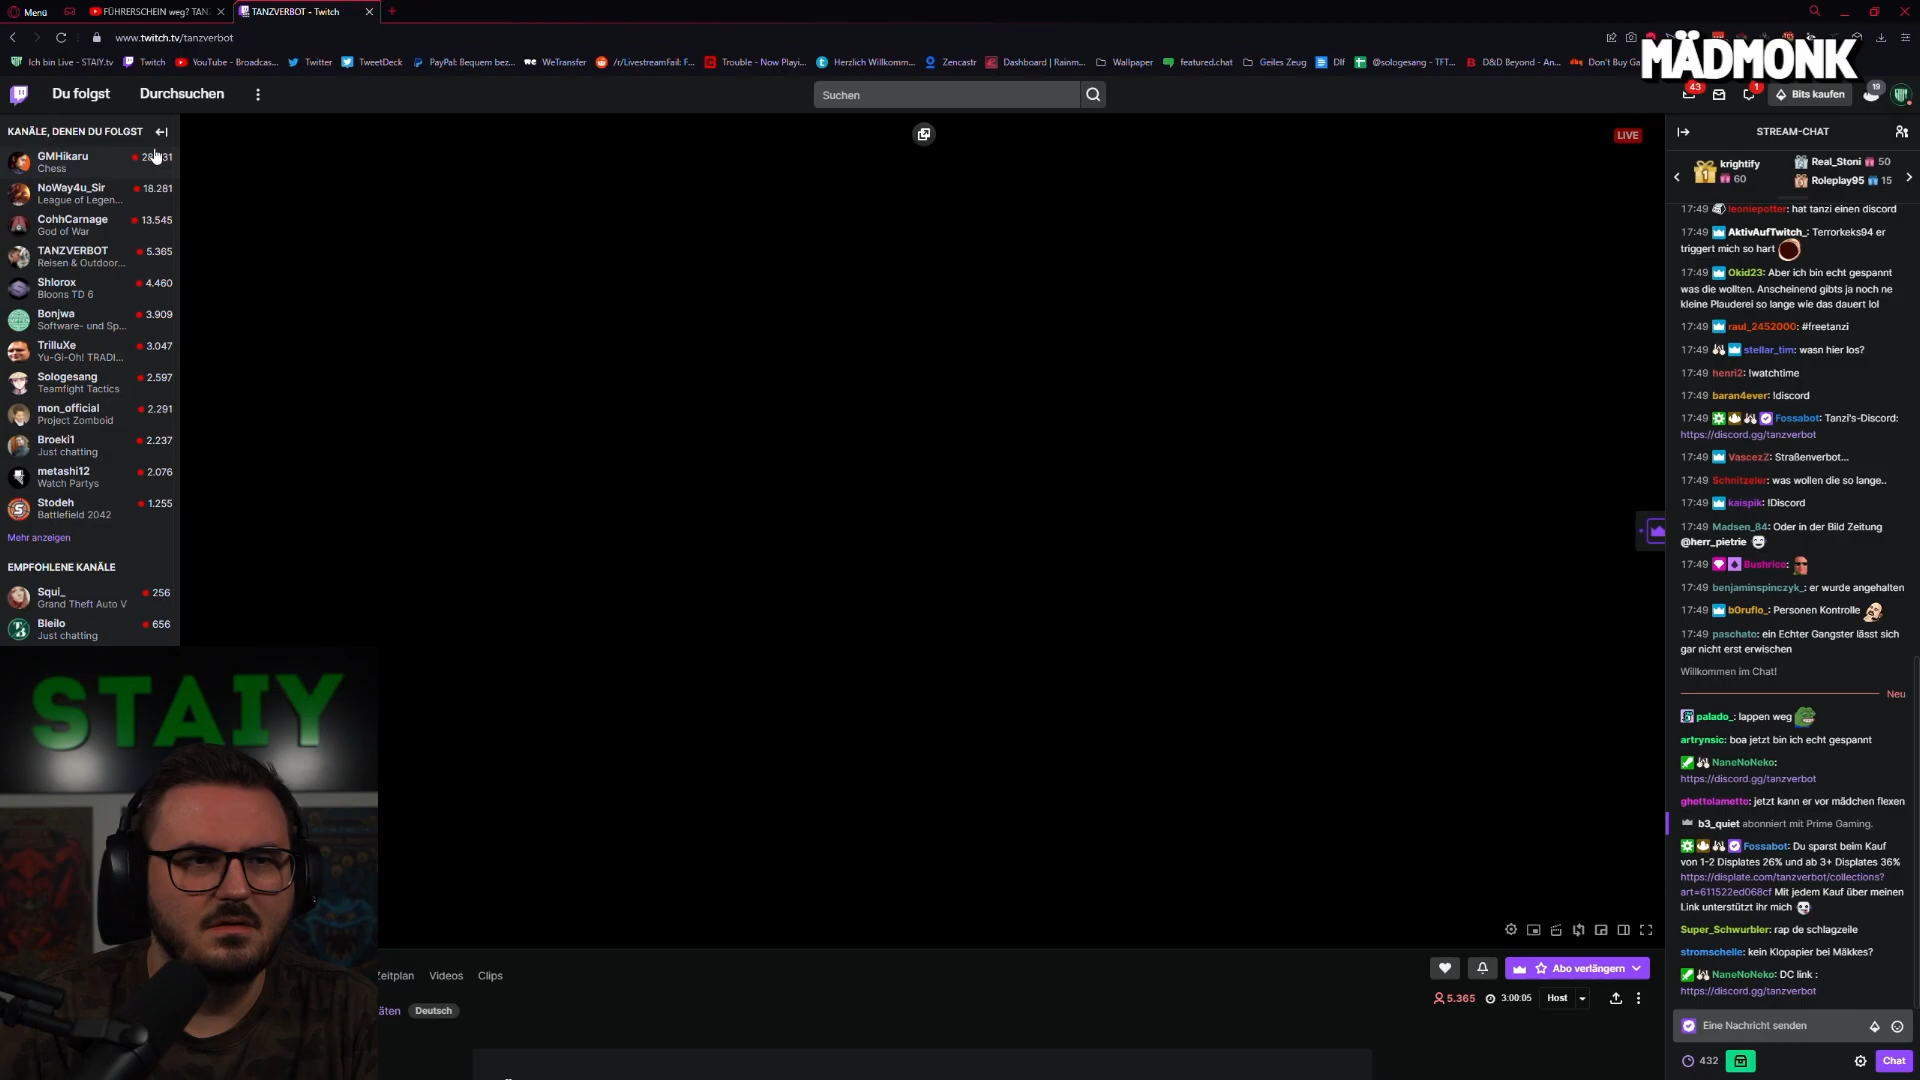 Menü
FÜHRERSCHEIN weg? TAN
TANZVERBOT - Twitch
www.twitch.tv/tanzverbot
Ich bin Live - STAIY.tv
Twitch
YouTube - Broadcas...
Twitter
TweetDeck
PayPal: Bequem bez...
WeTransfer
/r/LivestreamFail: F...
Trouble - Now Playi...
Herzlich Willkomm...
Zencastr
Dashboard | Rainm...
Wallpaper
featured.chat
Geiles Zeug
Dlf
@sologesang - TFT...
D&D Beyond - An...
Don't Buy Ga
MÄDMONK
Du folgst
Durchsuchen
Suchen
43
1
Bits kaufen
19
KANÄLE, DENEN DU FOLGST
GMHikaru
Chess
NoWay4u_Sir
18.281
League of Legen...
CohhCarnage
13.545
God of War
TANZVERBOT
5.365
Reisen & Outdoor...
Shlorox
4.460
Bloons TD 6
Bonjwa
3.909
Software- und Sp...
TrilluXe
3.047
Yu-Gi-Oh! TRADI...
Sologesang
2.597
Teamfight Tactics
mon_official
2.291
Project Zomboid
Broeki1
2.237
Just chatting
metashi12
2.076
Watch Partys
Stodeh
1.255
Battlefield 2042
Mehr anzeigen
EMPFOHLENE KANÄLE
Squi_
256
Grand Theft Auto V
Bleilo
656
Just chatting
STAIY
LIVE
Zeitplan
Videos
Clips
äten
Deutsch
Abo verlängern
5.365
3:00:05
Host
STREAM-CHAT
krightify
60
Real_Stoni 50
Roleplay95 15
17:49 leoniepotter: hat tanzi einen discord
17:49 AktivAufTwitch_: Terrorkeks94 er
triggert mich so hart
17:49 Okid23: Aber ich bin echt gespannt
was die wollten. Anscheinend gibts ja noch ne
kleine Plauderei so lange wie das dauert lol
17:49 raul_2452000: #freetanzi
17:49 stellar_tim: wasn hier los?
17:49 henri2: !watchtime
17:49 baran4ever: !discord
17:49 Fossabot: Tanzi's-Discord:
https://discord.gg/tanzverbot
17:49 VascezZ: Straßenverbot...
17:49 Schnitzeler: was wollen die so lange..
17:49 kaispik: !Discord
17:49 Madsen_84: Oder in der Bild Zeitung
@herr_pietrie
17:49 Bushrico:
17:49 benjaminspinczyk_: er wurde angehalten
17:49 b0ruflo_: Personen Kontrolle
17:49 paschato: ein Echter Gangster lässt sich
gar nicht erst erwischen
Willkommen im Chat!
Neu
palado_: lappen weg
artrynsic: boa jetzt bin ich echt gespannt
NaneNoNeko:
https://discord.gg/tanzverbot
ghettolametto: jetzt kann er vor mädchen flexen
b3_quiet abonniert mit Prime Gaming.
Fossabot: Du sparst beim Kauf
von 1-2 Displates 26% und ab 3+ Displates 36%
https://displate.com/tanzverbot/collections?
art=611522ed068cf Mit jedem Kauf über meinen
Link unterstützt ihr mich
Super_Schwurbler: rap de schlagzeile
stromschelle: kein Klopapier bei Mäkkes?
NaneNoNeko: DC link :
https://discord.gg/tanzverbot
Eine Nachricht senden
432
Chat